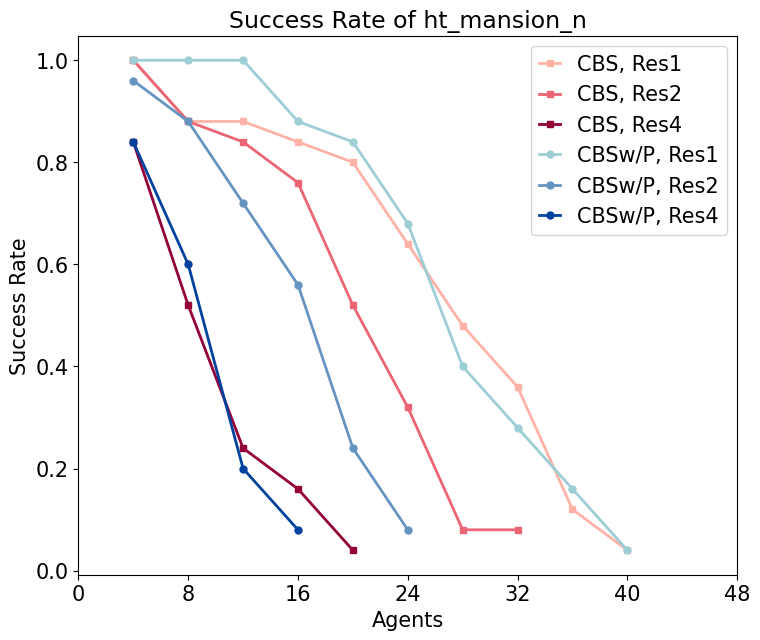 Success Rate of ht_mansion_n
1.0
0.8
0.6
0.4
0.2
0.0
Success Rate
CBS, Res1
CBS, Res2
CBS, Res4
CBSw/P, Res1
CBSw/P, Res2
CBSw/P, Res4
0 8 16 24 32 40 48
Agents